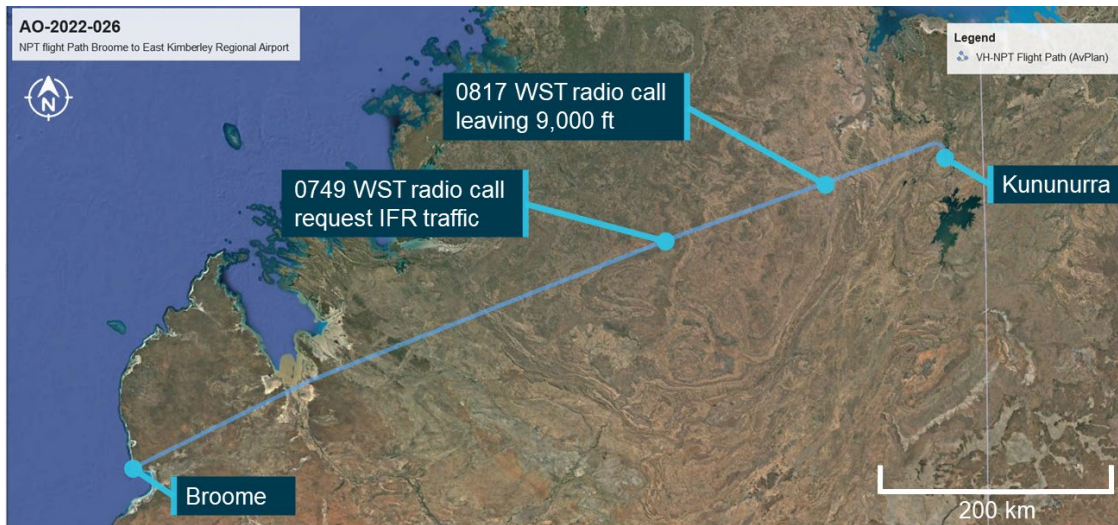 AO-2022-026
NPT flight Path Broome to East Kimberley Regional Airport
N
Legend
VH-NPT Flight Path (AvPlan)
0817 WST radio call
leaving 9,000 ft
0749 WST radio call
request IFR traffic
Kununurra
Broome
200 km